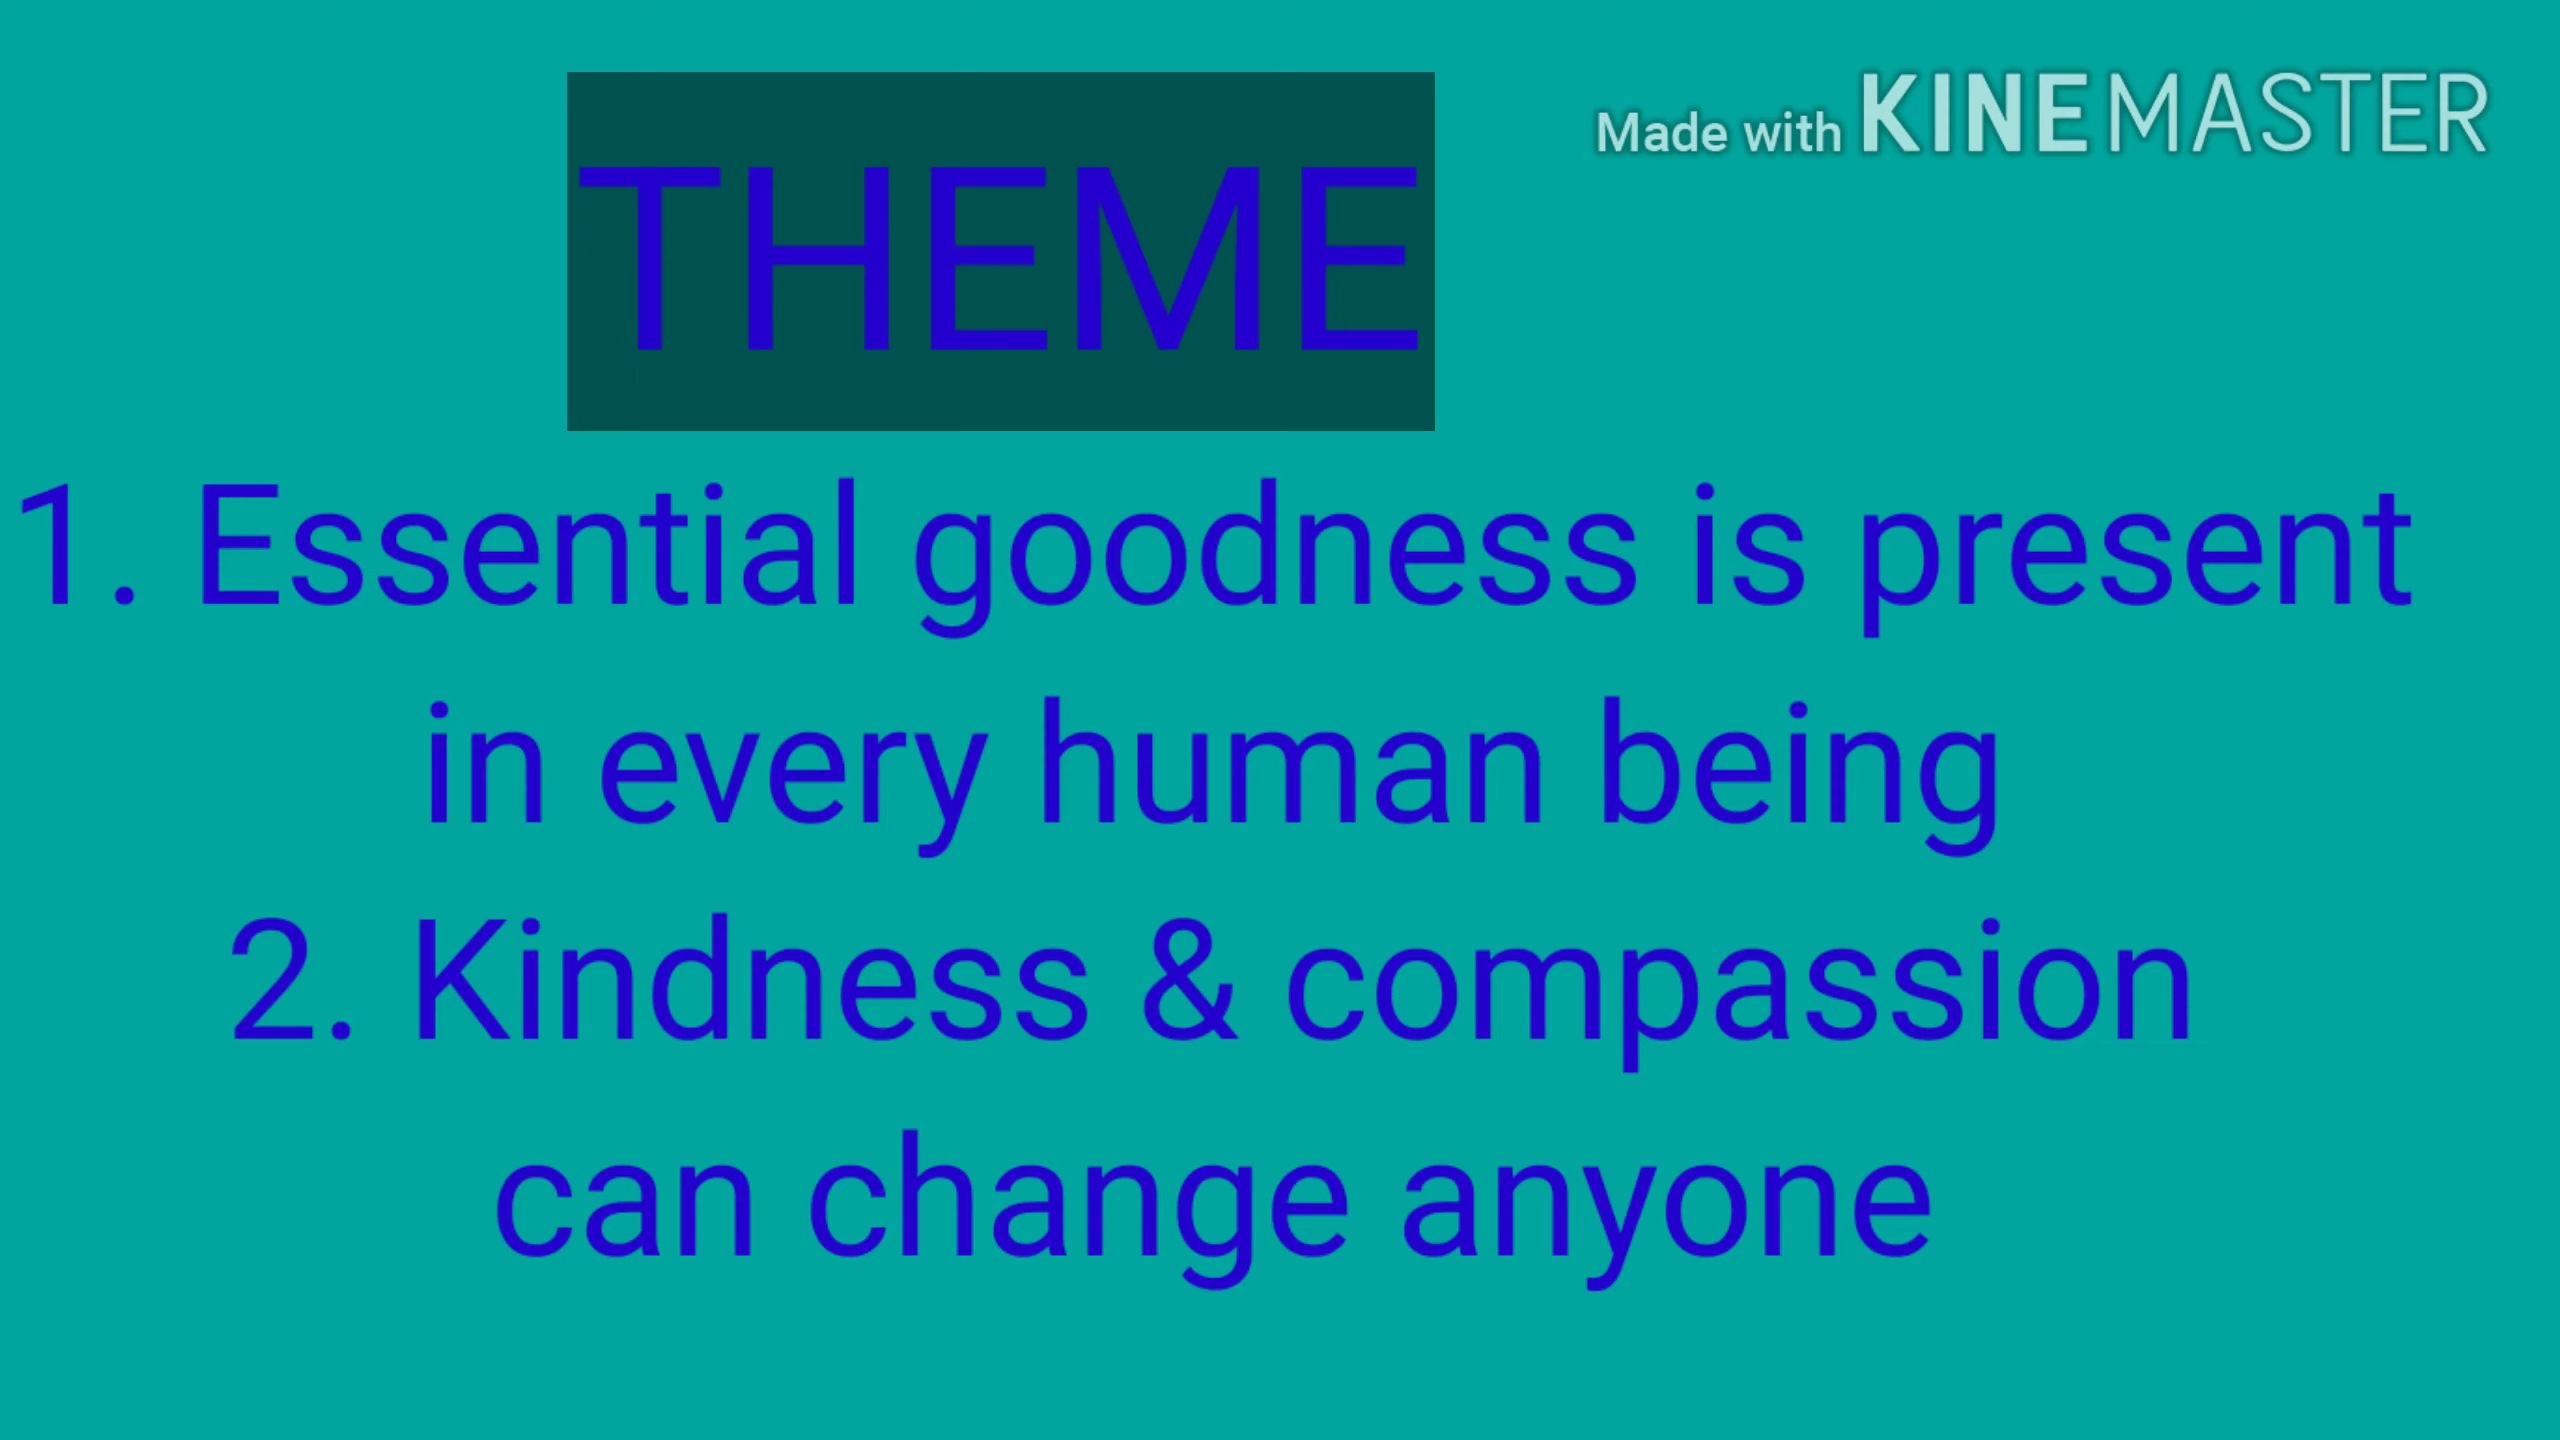 Made with KINEMASTER
THEME
1. Essential goodness is present
in every human being
2. Kindness & compassion
can change anyone